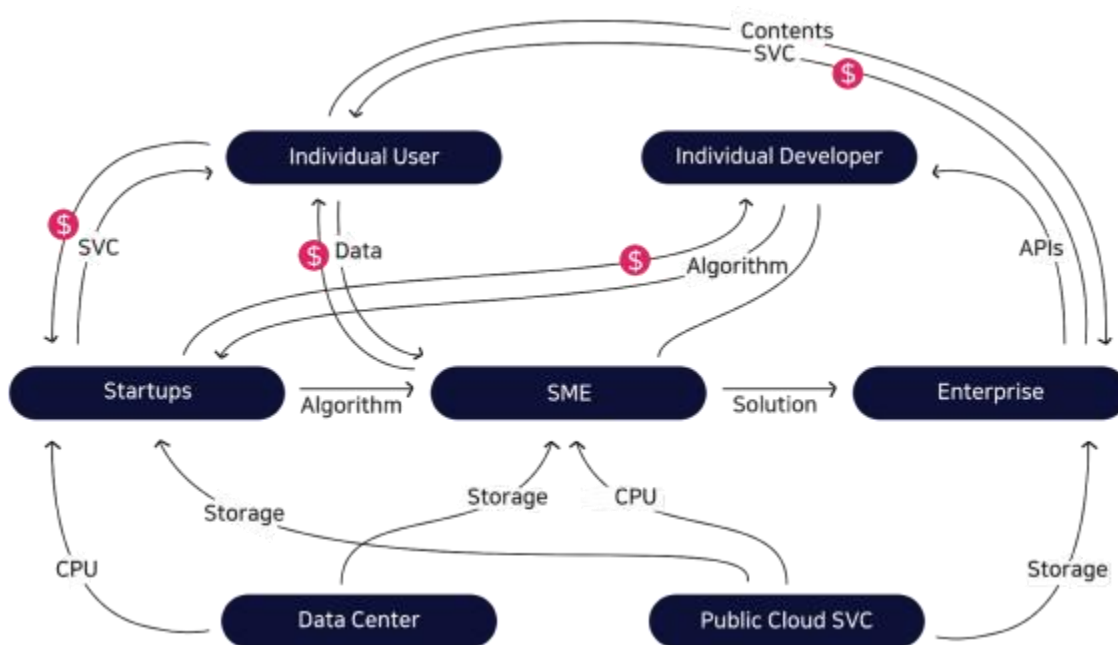 Contents
SVC
$
Individual User
Individual Developer
$
SVC
$
Data
$
Algorithm
APIs
Startups
Algorithm
SME
Solution
Enterprise
Storage
Storage
CPU
CPU
Storage
Data Center
Public Cloud SVC